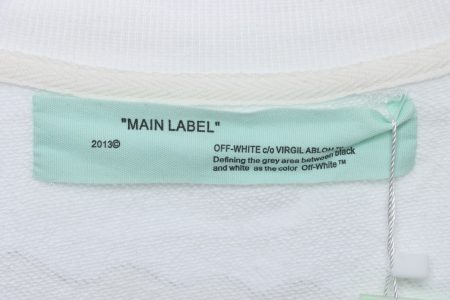 "MAIN LABEL"
2013©
OFF-WHITE c/o VIRGIL ABLOH™
Defining the grey area between black
and white as the color Off-White™